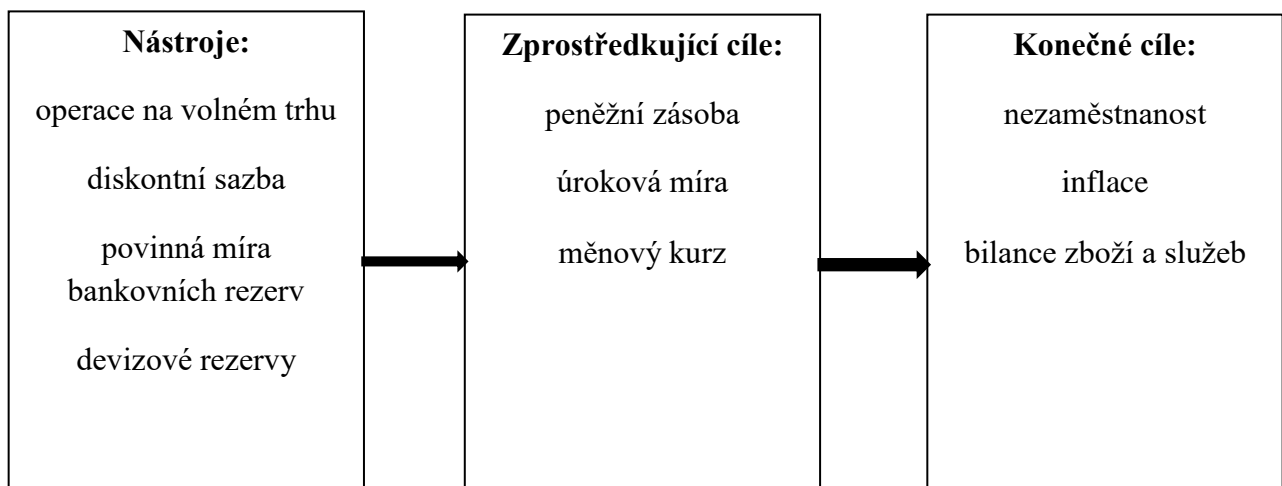 Nástroje:
operace na volném trhu
diskontní sazba
povinná míra
bankovních rezerv
devizové rezervy
Zprostředkující cíle:
peněžní zásoba
úroková míra
měnový kurz
Konečné cíle:
nezaměstnanost
inflace
bilance zboží a služeb